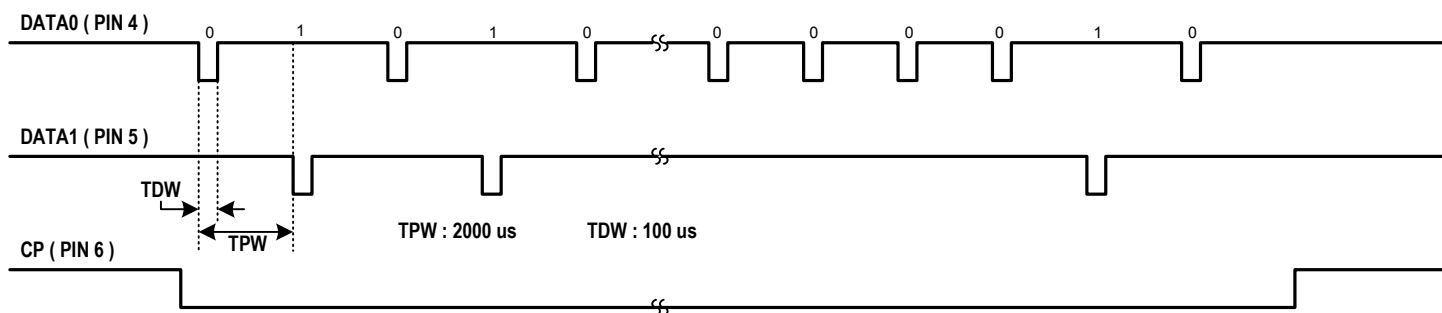 DATA0 ( PIN 4 )
0 1 0 1 0 0 0 0 0 1 0
DATA1 ( PIN 5 )
TDW
TPW
TPW : 2000 us TDW : 100 us
CP ( PIN 6 )